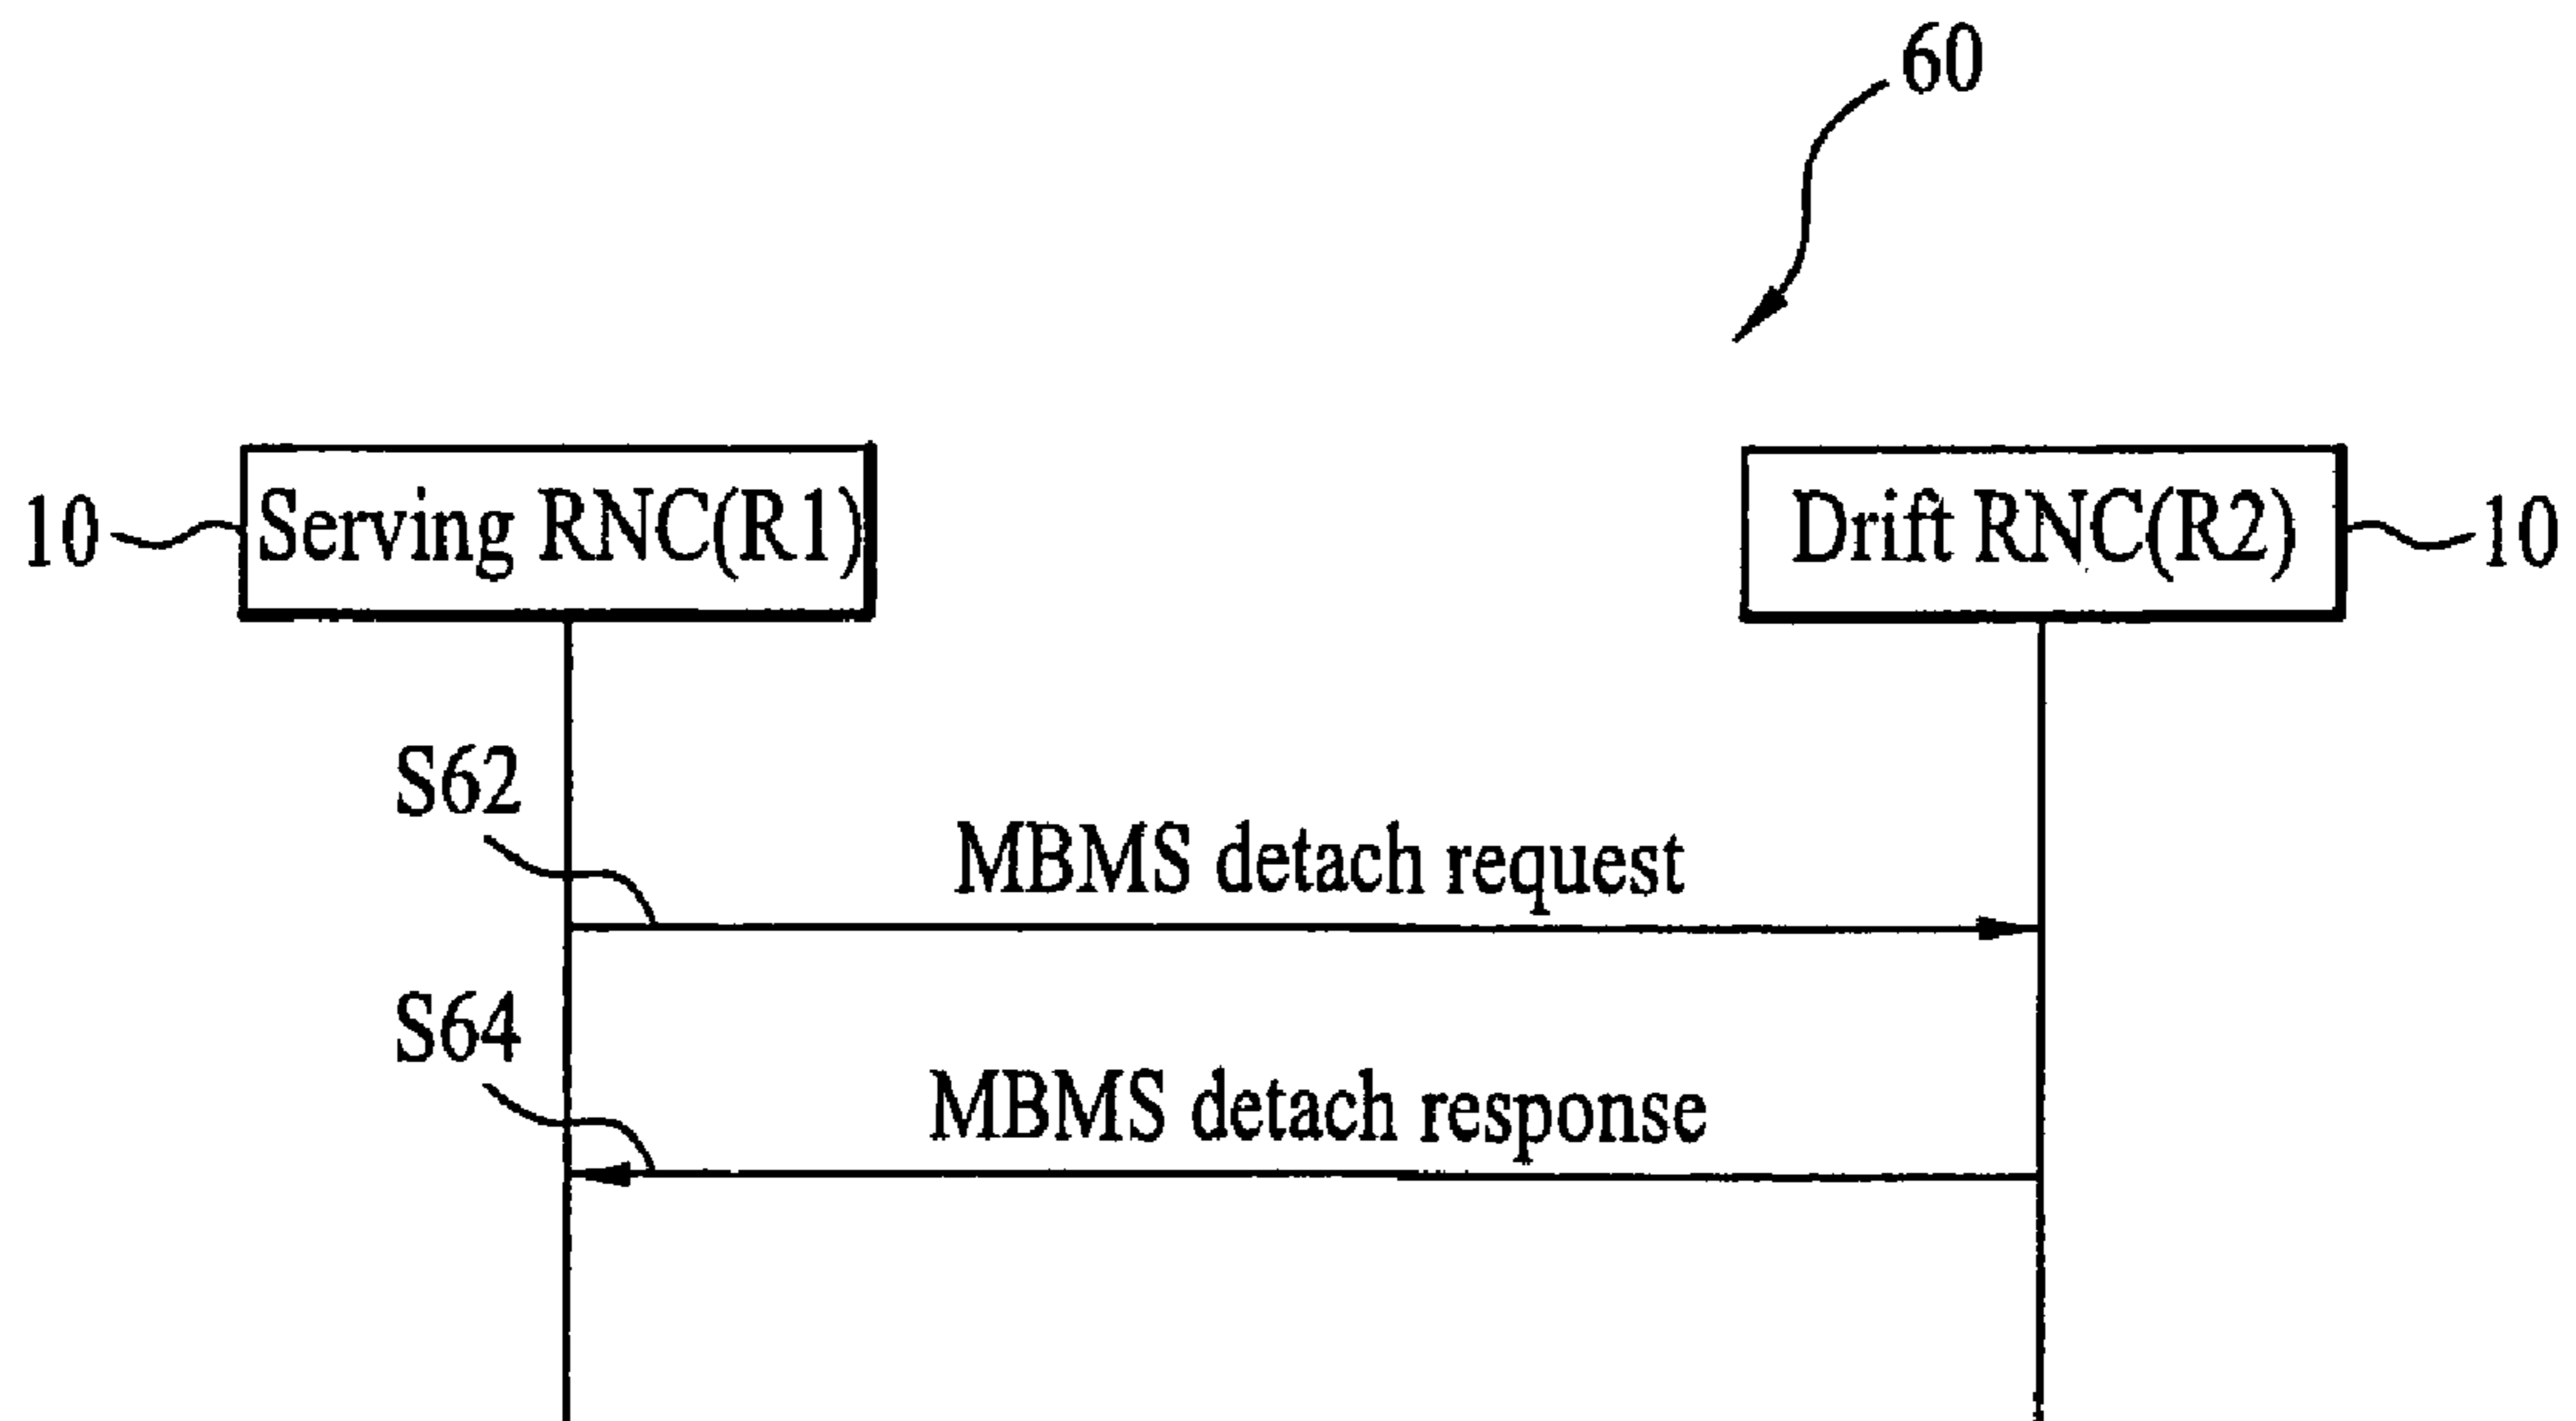 60
10
Serving RNC(R1)
Drift RNC(R2)
10
S62
MBMS detach request
S64
MBMS detach response